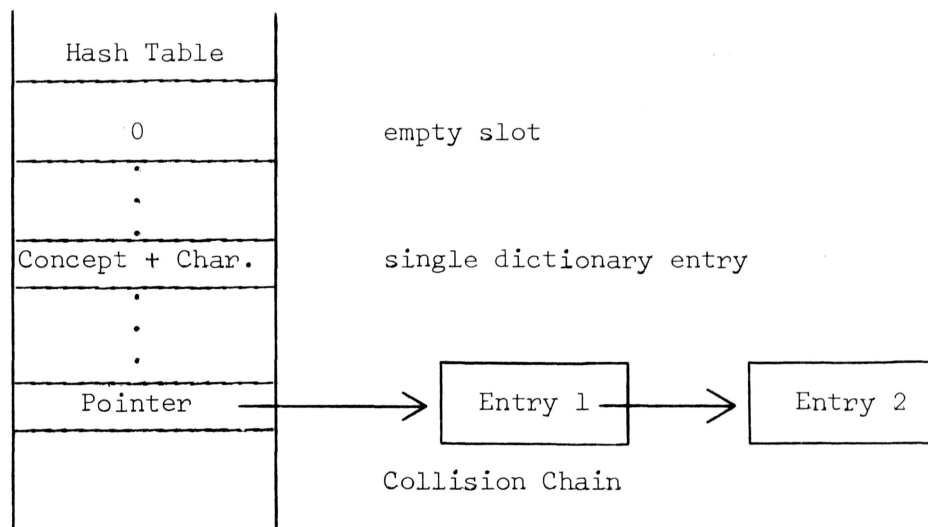 Hash Table
0 empty slot
Concept + Char. single dictionary entry
Pointer Entry 1 Entry 2
Collision Chain